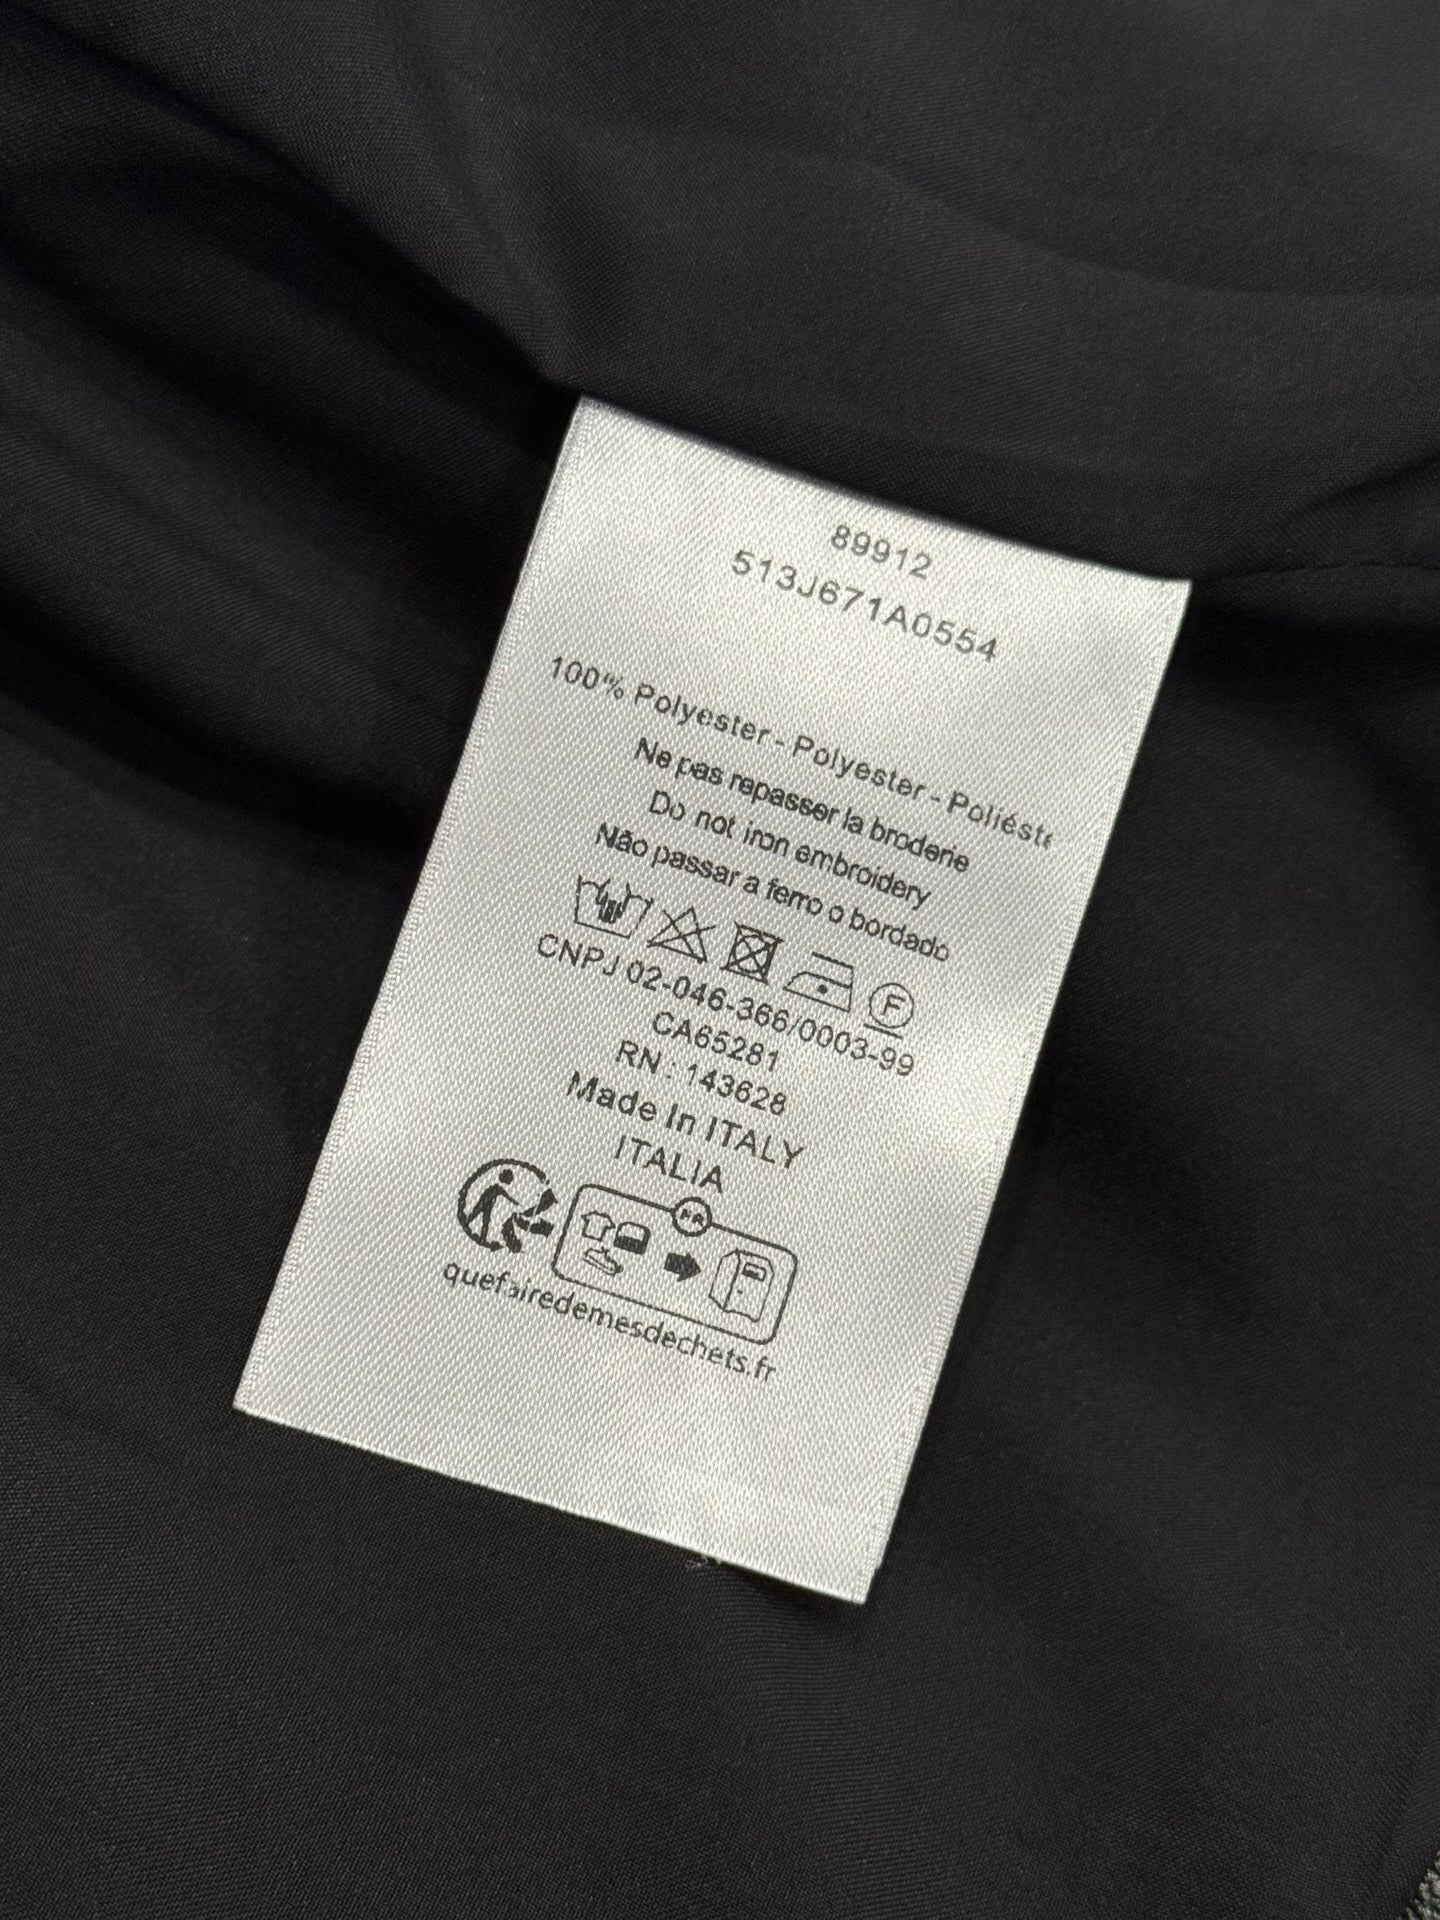 89912
513J671A0554
100% Polyester - Polyester - Poliéste
Ne pas repasser la broderie
Do not iron embroidery
Não passar a ferro o bordado
F
CNPJ 02-046-366/0003-99
CA65281
RN : 143628
Made In ITALY
ITALIA
FR
quefairedemesdechets.fr